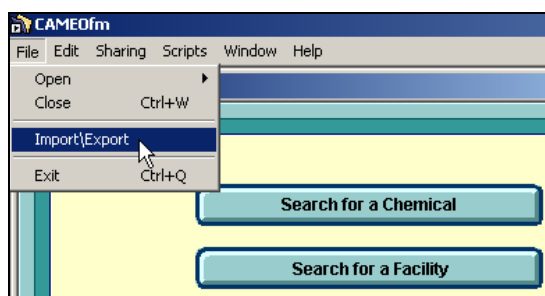 CAMEOfm
File Edit Sharing Scripts Window Help
Open
Close Ctrl+W
Import\Export
Exit Ctrl+Q
Search for a Chemical
Search for a Facility